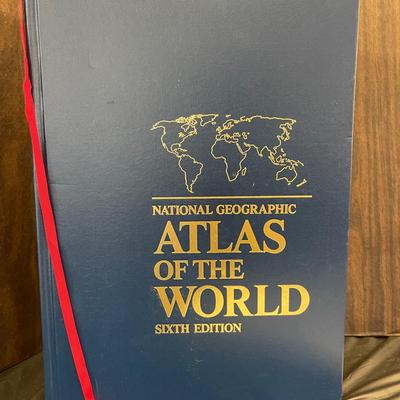 NATIONAL GEOGRAPHIC
ATLAS
OF THE
WORLD
SIXTH EDITION